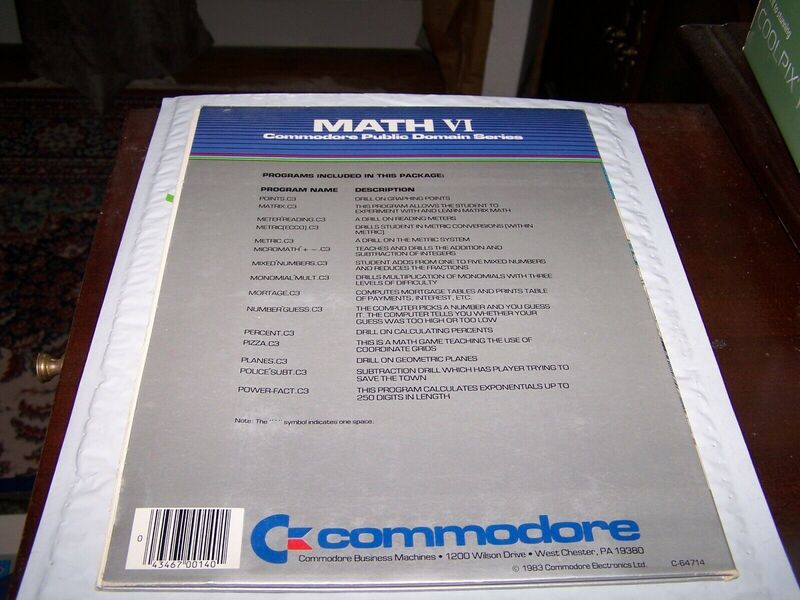 COOLPIX
MATH VI
Commodore Public Domain Series
PROGRAMS INCLUDED IN THIS PACKAGE:
PROGRAM NAME DESCRIPTION
POINTS.C3 DRILL ON GRAPHING POINTS
MATRIX.C3 THIS PROGRAM ALLOWS THE STUDENT TO
EXPERIMENT WITH AND LEARN MATRIX MATH
METER"READING.C3 A DRILL ON READING METERS
METRIC(ECCO).C3 DRILLS STUDENT IN METRIC CONVERSIONS (WITHIN
METRIC)
METRIC.C3 A DRILL ON THE METRIC SYSTEM
MICROMATH"+ – .C3 TEACHES AND DRILLS THE ADDITION AND
SUBTRACTION OF INTEGERS
MIXED"NUMBERS.C3 STUDENT ADDS FROM ONE TO FIVE MIXED NUMBERS
AND REDUCES THE FRACTIONS
MONOMIAL"MULT.C3 DRILLS MULTIPLICATION OF MONOMIALS WITH THREE
LEVELS OF DIFFICULTY
MORTAGE.C3 COMPUTES MORTGAGE TABLES AND PRINTS TABLE
OF PAYMENTS, INTEREST, ETC.
NUMBER"GUESS.C3 THE COMPUTER PICKS A NUMBER AND YOU GUESS
IT. THE COMPUTER TELLS YOU WHETHER YOUR
GUESS WAS TOO HIGH OR TOO LOW
PERCENT.C3 DRILL ON CALCULATING PERCENTS
PIZZA.C3 THIS IS A MATH GAME TEACHING THE USE OF
COORDINATE GRIDS
PLANES.C3 DRILL ON GEOMETRIC PLANES
POLICE"SUBT.C3 SUBTRACTION DRILL WHICH HAS PLAYER TRYING TO
SAVE THE TOWN
POWER-FACT.C3 THIS PROGRAM CALCULATES EXPONENTIALS UP TO
250 DIGITS IN LENGTH
Note: The """ symbol indicates one space.
0 43467 00140
commodore
Commodore Business Machines • 1200 Wilson Drive • West Chester, PA 19380
© 1983 Commodore Electronics Ltd. C-64714